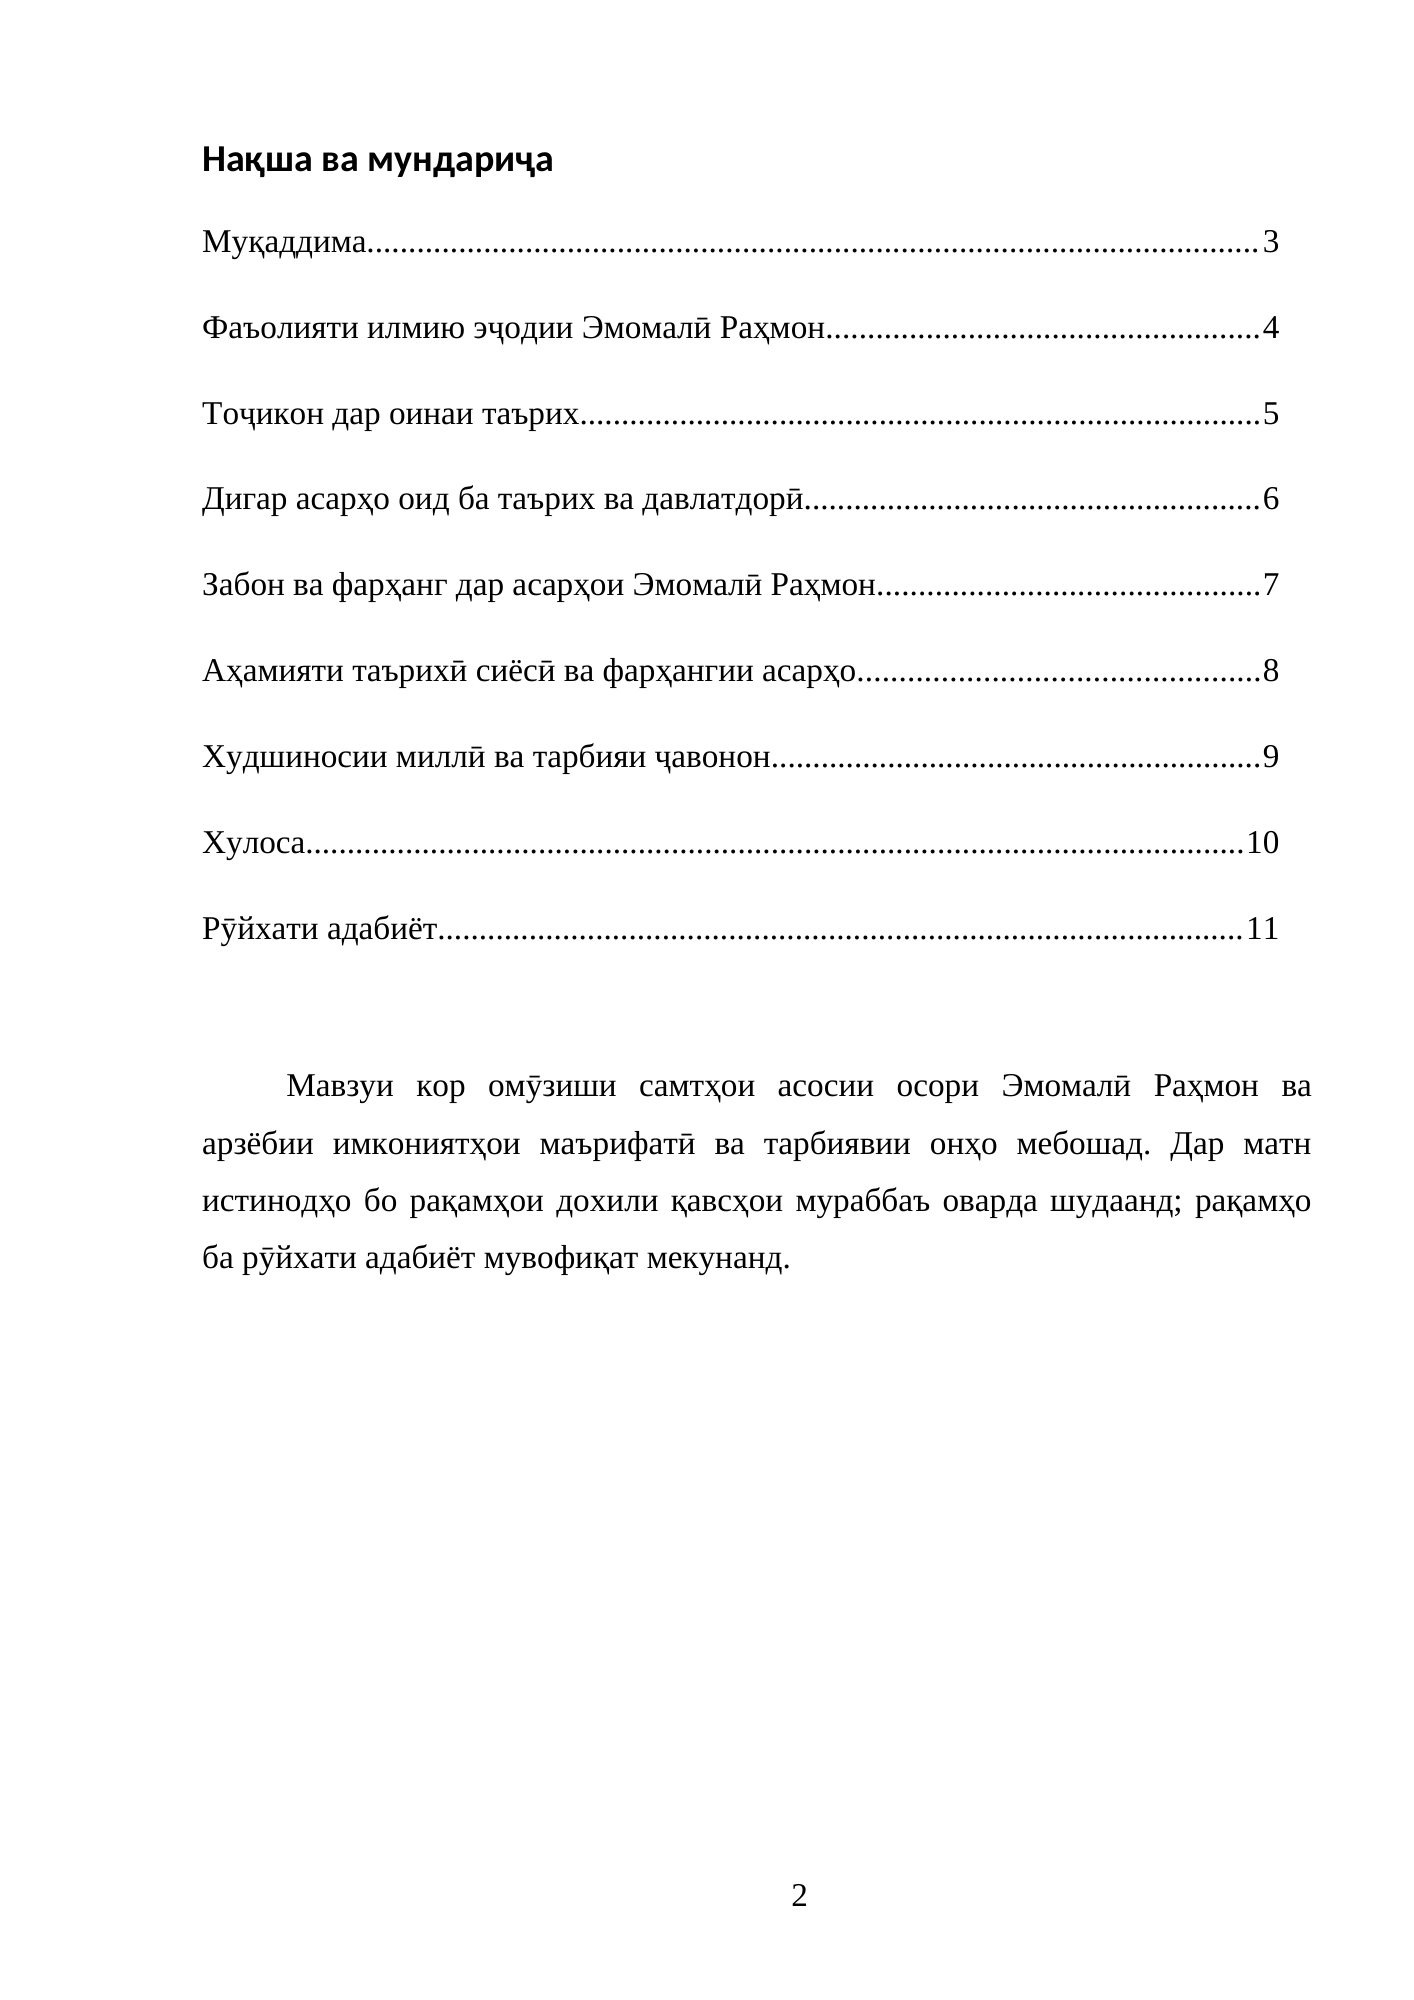 Нақша ва мундариҷа
Муқаддима...........................................................................................................3
Фаъолияти илмию эҷодии Эмомалӣ Раҳмон....................................................4
Тоҷикон дар оинаи таърих..................................................................................5
Дигар асарҳо оид ба таърих ва давлатдорӣ.......................................................6
Забон ва фарҳанг дар асарҳои Эмомалӣ Раҳмон..............................................7
Аҳамияти таърихӣ сиёсӣ ва фарҳангии асарҳо.................................................8
Худшиносии миллӣ ва тарбияи ҷавонон...........................................................9
Хулоса.................................................................................................................10
Рӯйхати адабиёт.................................................................................................11
Мавзуи кор омӯзиши самтҳои асосии осори Эмомалӣ Раҳмон ва
арзёбии имкониятҳои маърифатӣ ва тарбиявии онҳо мебошад. Дар матн
истинодҳо бо рақамҳои дохили қавсҳои мураббаъ оварда шудаанд; рақамҳо
ба рӯйхати адабиёт мувофиқат мекунанд.
2